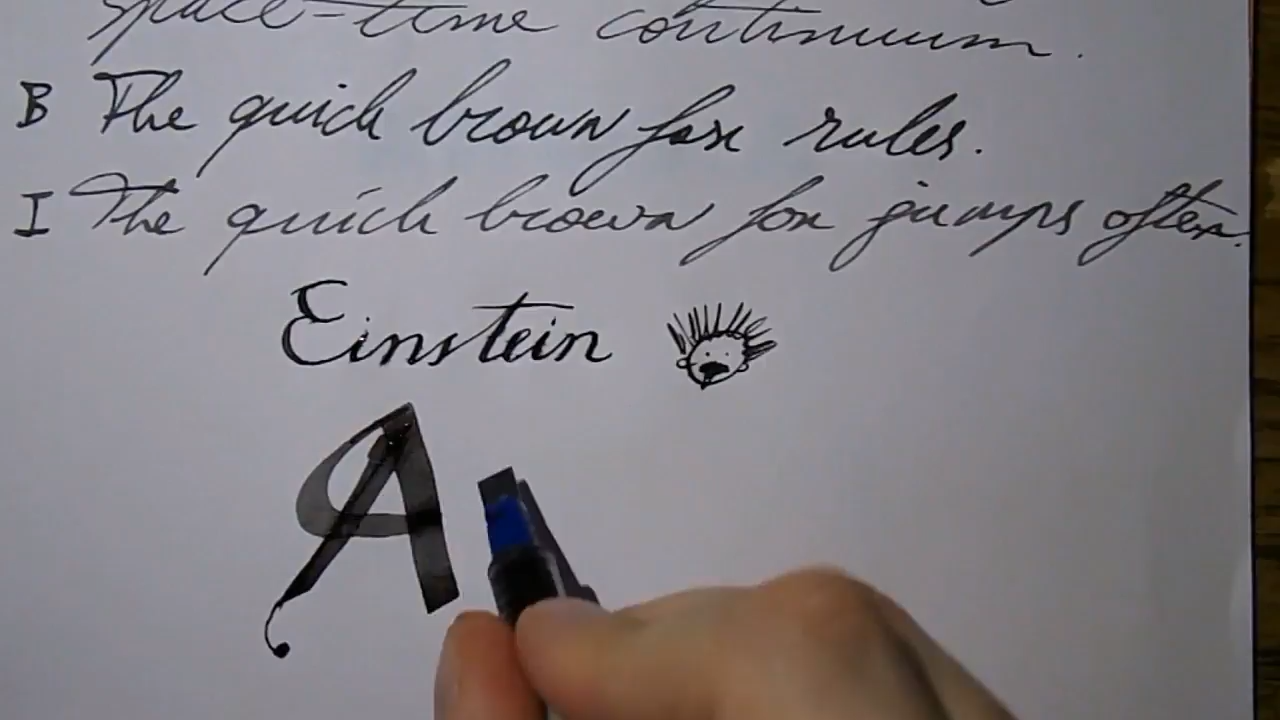 space-time continuum.
B The quick brown fox rules.
I The quick brown fox jumps often.
Einstein
A